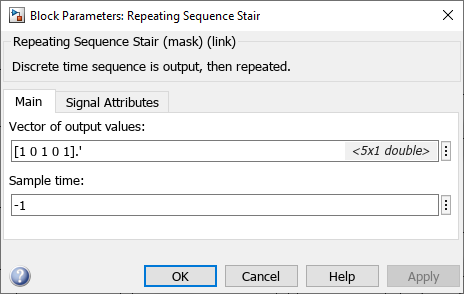 Block Parameters: Repeating Sequence Stair
Repeating Sequence Stair (mask) (link)
Discrete time sequence is output, then repeated.
Main Signal Attributes
Vector of output values:
[1 0 1 0 1].' <5x1 double>
Sample time:
-1
? OK Cancel Help Apply